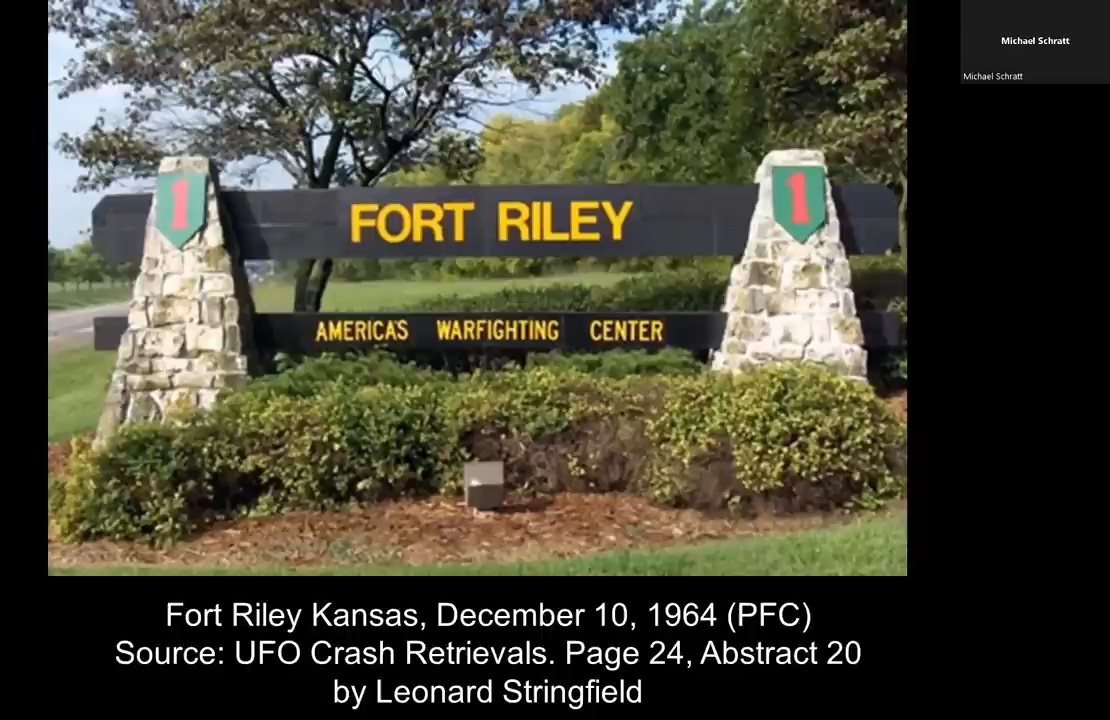 Michael Schratt
Michael Schratt
1
1
FORT RILEY
AMERICA'S WARFIGHTING CENTER
Fort Riley Kansas, December 10, 1964 (PFC)
Source: UFO Crash Retrievals. Page 24, Abstract 20
by Leonard Stringfield